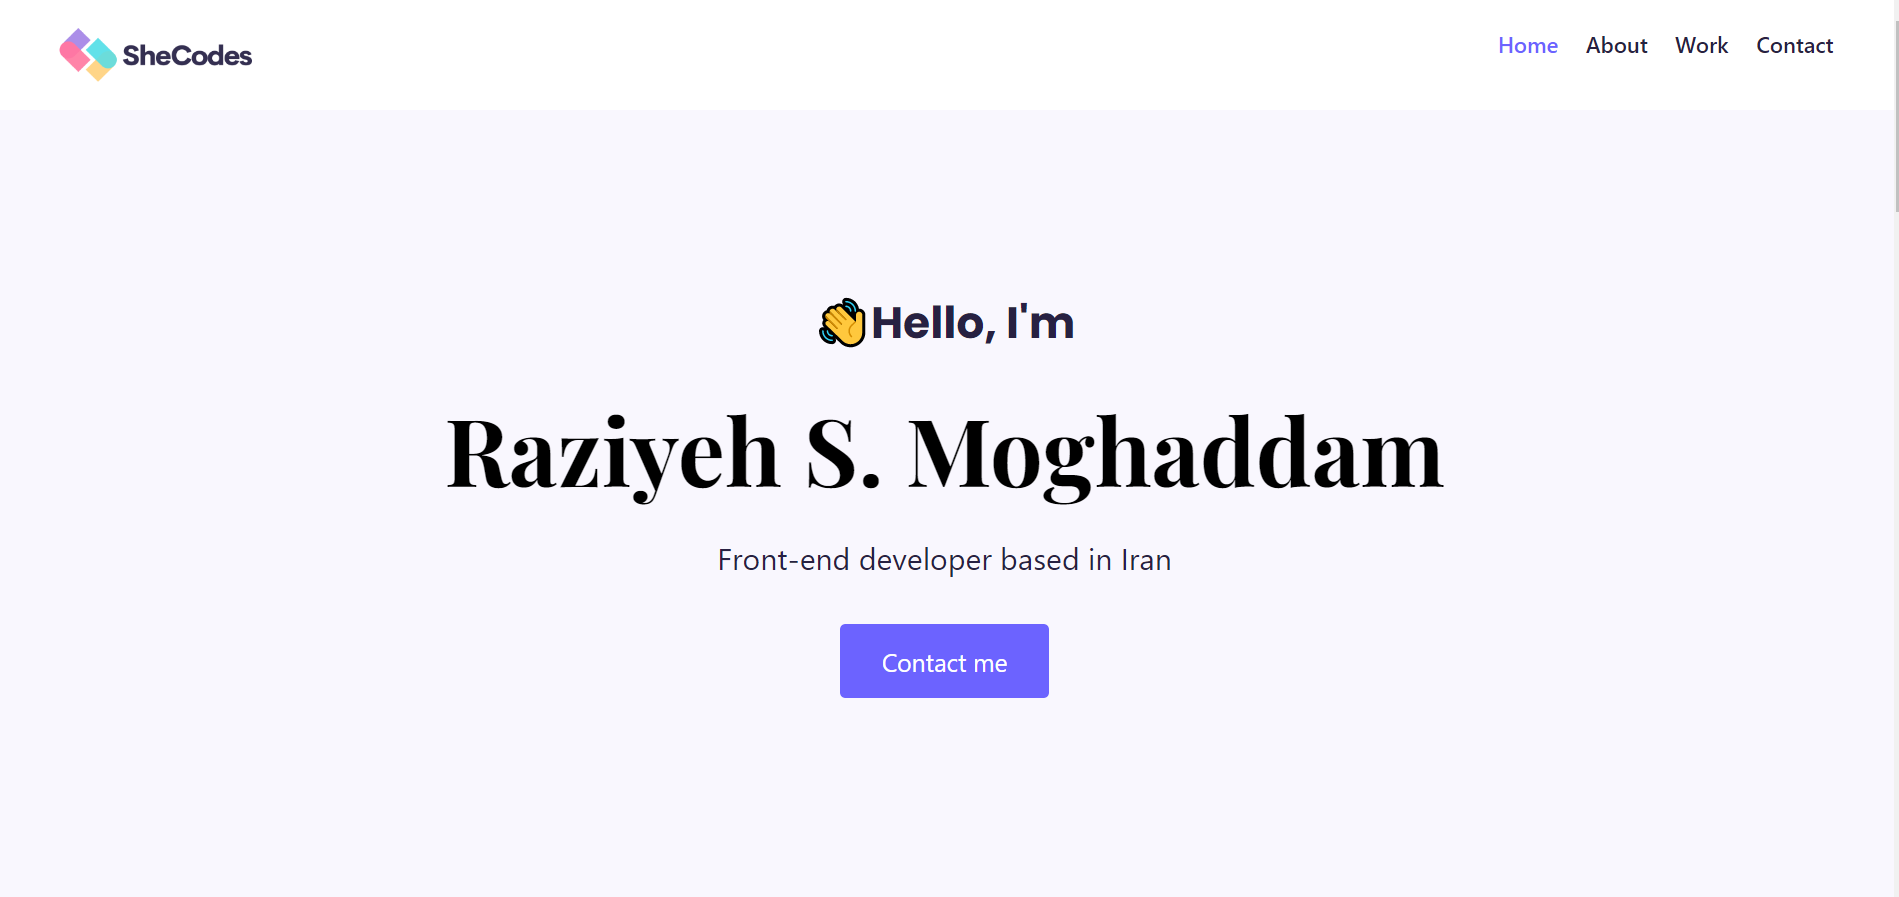 SheCodes
Home About Work Contact
👋Hello, I'm
Raziyeh S. Moghaddam
Front-end developer based in Iran
Contact me